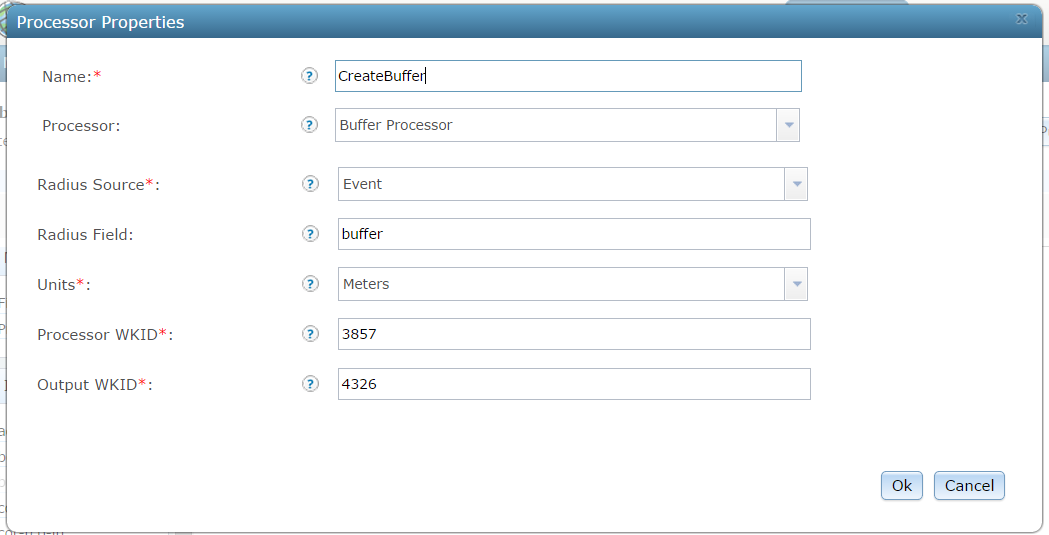 Processor Properties
Name:* ? CreateBuffer
Processor: ? Buffer Processor
Radius Source*: ? Event
Radius Field: ? buffer
Units*: ? Meters
Processor WKID*: ? 3857
Output WKID*: ? 4326
Ok Cancel